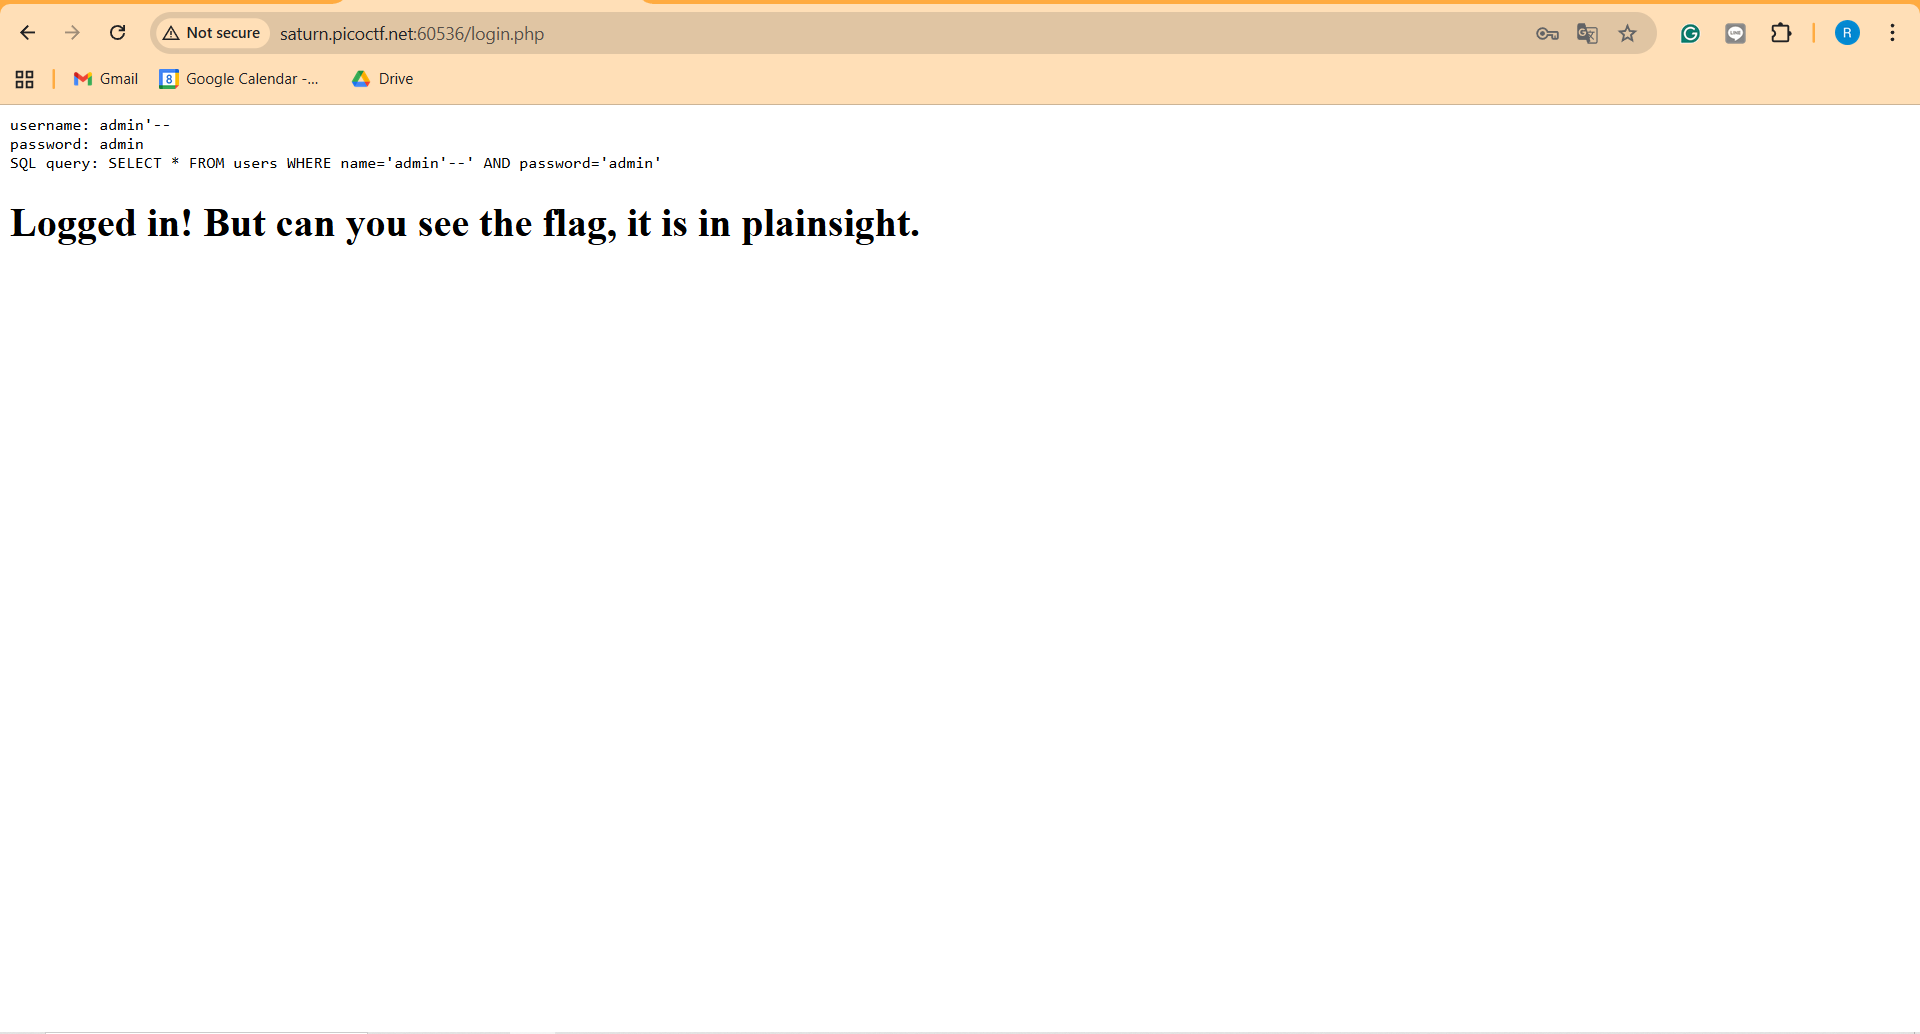 Not secure
saturn.picoctf.net:60536/login.php
R
Gmail
8 Google Calendar -...
Drive
username: admin'--
password: admin
SQL query: SELECT * FROM users WHERE name='admin'--' AND password='admin'
Logged in! But can you see the flag, it is in plainsight.